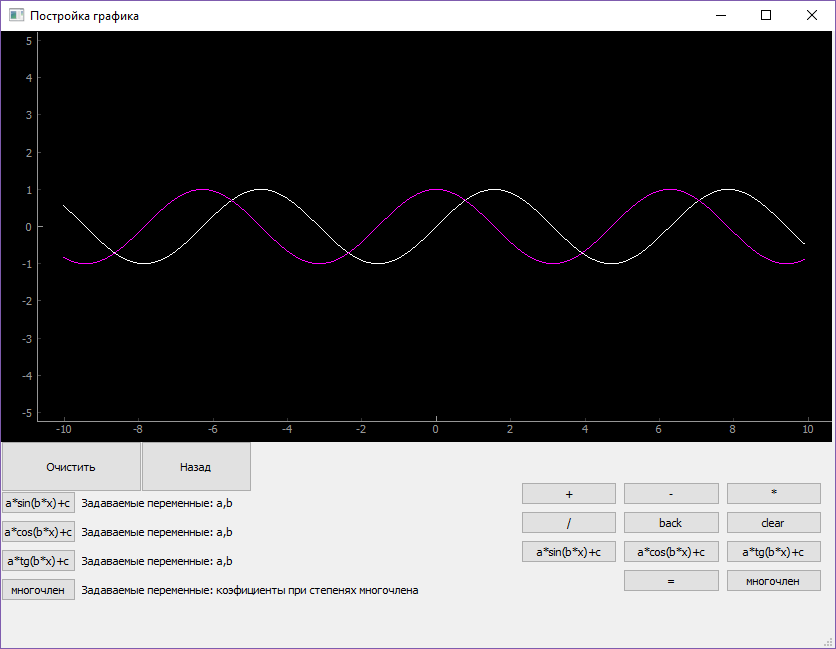 Постройка графика
5
4
3
2
1
0
-1
-2
-3
-4
-5
-10 -8 -6 -4 -2 0 2 4 6 8 10
Очистить Назад
a*sin(b*x)+c Задаваемые переменные: a,b
a*cos(b*x)+c Задаваемые переменные: a,b
a*tg(b*x)+c Задаваемые переменные: a,b
многочлен Задаваемые переменные: коэфициенты при степенях многочлена
+ - *
/ back clear
a*sin(b*x)+c a*cos(b*x)+c a*tg(b*x)+c
= многочлен